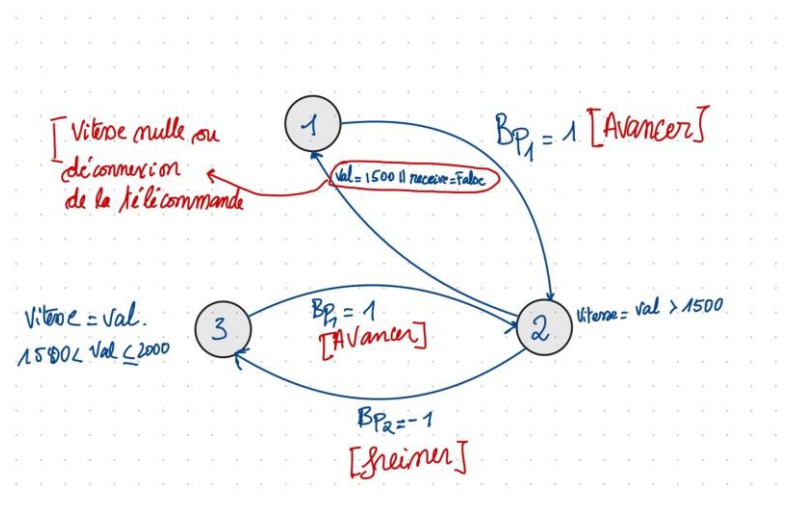 1
BP1 = 1 [Avancer]
[Vitesse nulle ou
déconnexion
de la télécommande
Val = 1500 || receive = False
Vitesse = Val.
1500 < Val ≤ 2000
3
BP1 = 1
[Avancer]
2
Vitesse = Val > 1500
BP2 = -1
[freiner]